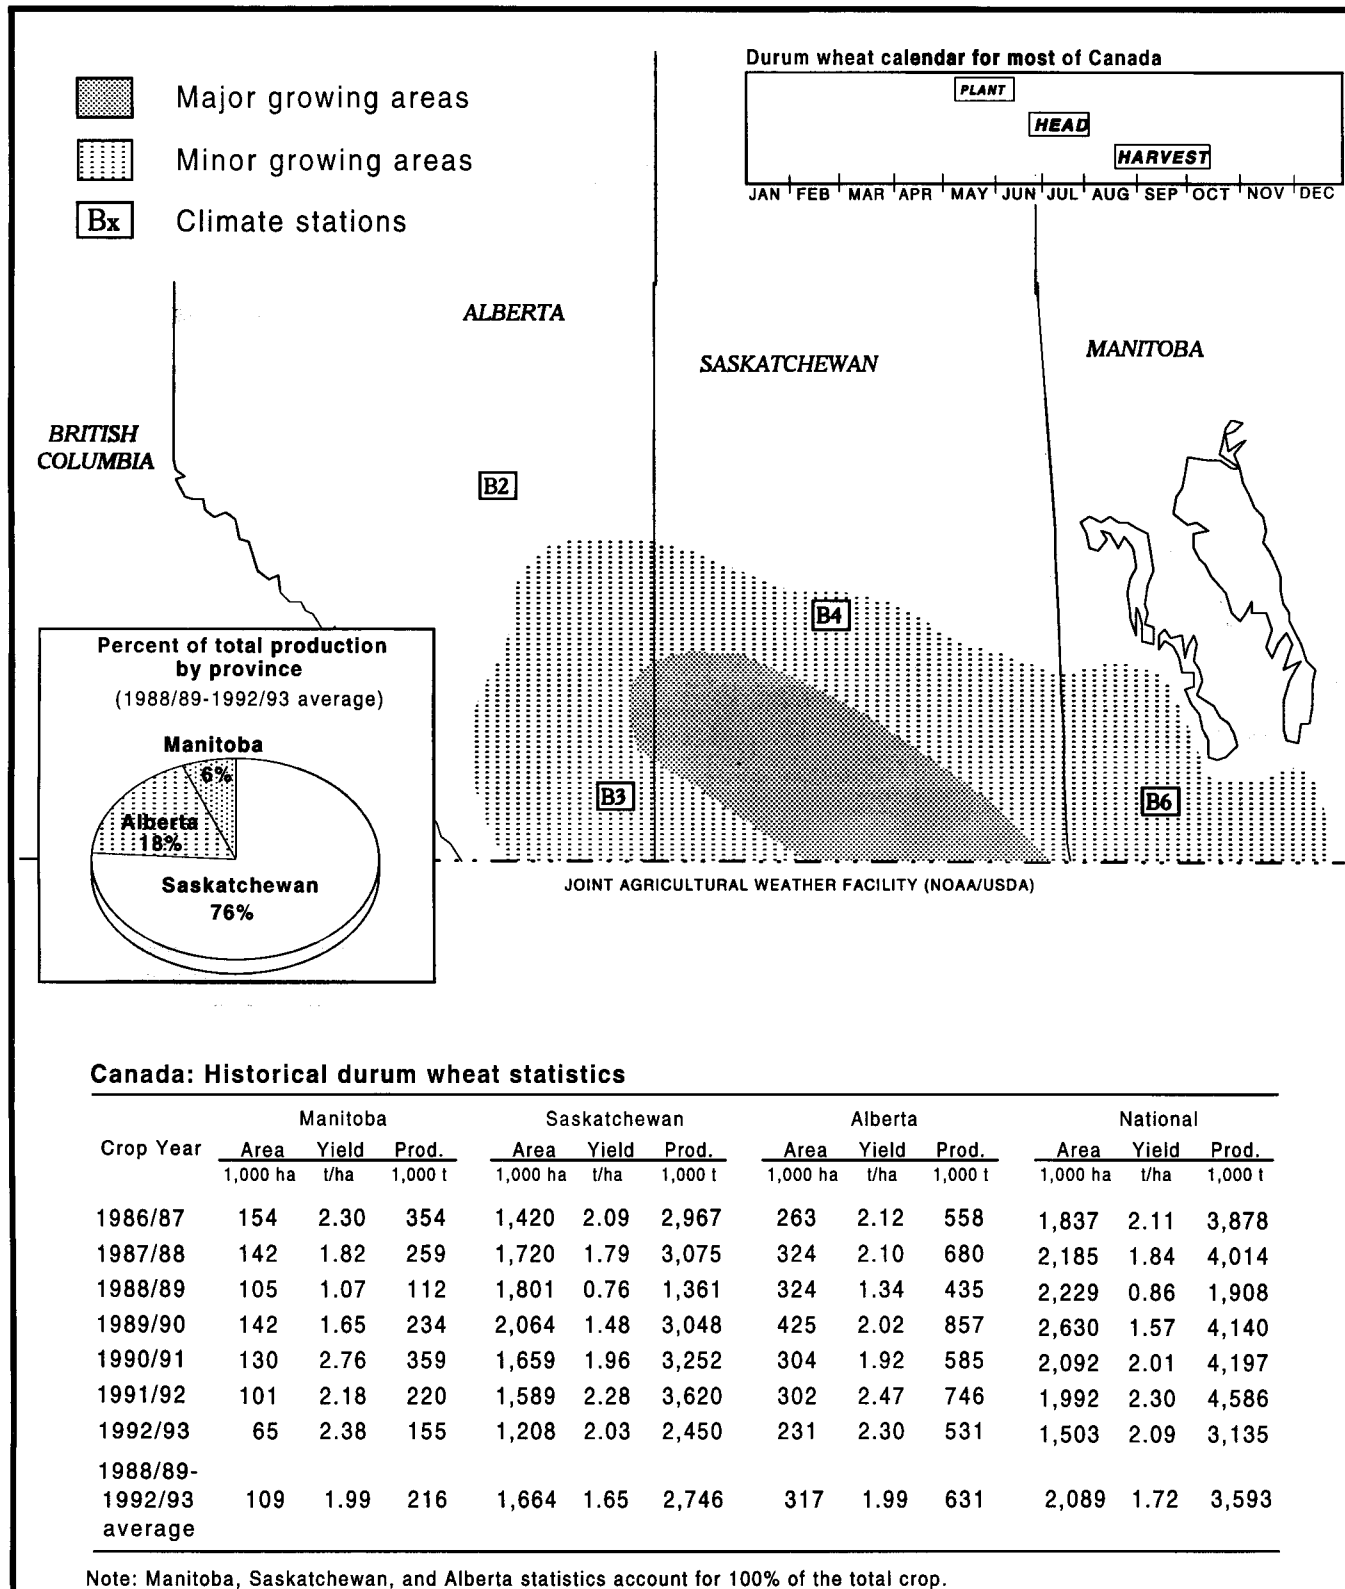 Durum wheat calendar for most of Canada
PLANT
HEAD
HARVEST
JAN FEB MAR APR MAY JUN JUL AUG SEP OCT NOV DEC
Major growing areas
Minor growing areas
Bx Climate stations
ALBERTA
SASKATCHEWAN
MANITOBA
BRITISH
COLUMBIA
B2
B4
B3
B6
Percent of total production
by province
(1988/89-1992/93 average)
Manitoba
6%
Alberta
18%
Saskatchewan
76%
JOINT AGRICULTURAL WEATHER FACILITY (NOAA/USDA)
Canada: Historical durum wheat statistics
Manitoba Saskatchewan Alberta National
Crop Year Area Yield Prod. Area Yield Prod. Area Yield Prod. Area Yield Prod.
1,000 ha t/ha 1,000 t 1,000 ha t/ha 1,000 t 1,000 ha t/ha 1,000 t 1,000 ha t/ha 1,000 t
1986/87 154 2.30 354 1,420 2.09 2,967 263 2.12 558 1,837 2.11 3,878
1987/88 142 1.82 259 1,720 1.79 3,075 324 2.10 680 2,185 1.84 4,014
1988/89 105 1.07 112 1,801 0.76 1,361 324 1.34 435 2,229 0.86 1,908
1989/90 142 1.65 234 2,064 1.48 3,048 425 2.02 857 2,630 1.57 4,140
1990/91 130 2.76 359 1,659 1.96 3,252 304 1.92 585 2,092 2.01 4,197
1991/92 101 2.18 220 1,589 2.28 3,620 302 2.47 746 1,992 2.30 4,586
1992/93 65 2.38 155 1,208 2.03 2,450 231 2.30 531 1,503 2.09 3,135
1988/89-
1992/93 109 1.99 216 1,664 1.65 2,746 317 1.99 631 2,089 1.72 3,593
average
Note: Manitoba, Saskatchewan, and Alberta statistics account for 100% of the total crop.